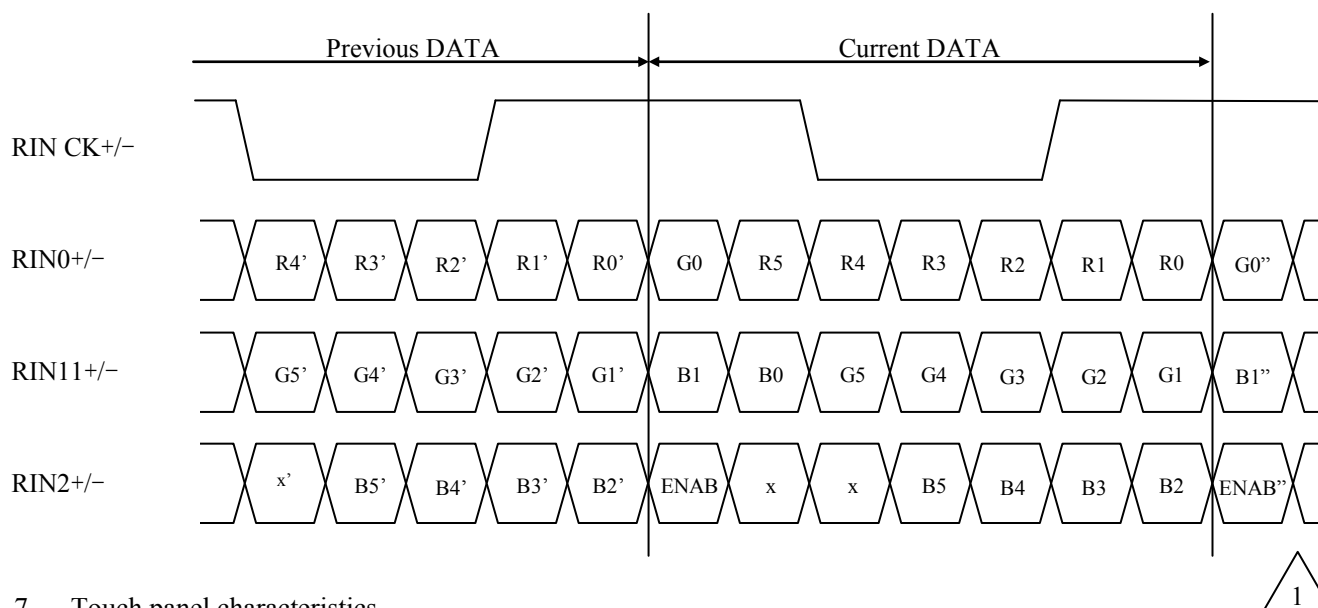 Previous DATA Current DATA
RIN CK+/−
RIN0+/− R4’ R3’ R2’ R1’ R0’ G0 R5 R4 R3 R2 R1 R0 G0”
RIN11+/− G5’ G4’ G3’ G2’ G1’ B1 B0 G5 G4 G3 G2 G1 B1”
RIN2+/− x’ B5’ B4’ B3’ B2’ ENAB x x B5 B4 B3 B2 ENAB”
1
7. Touch panel characteristics